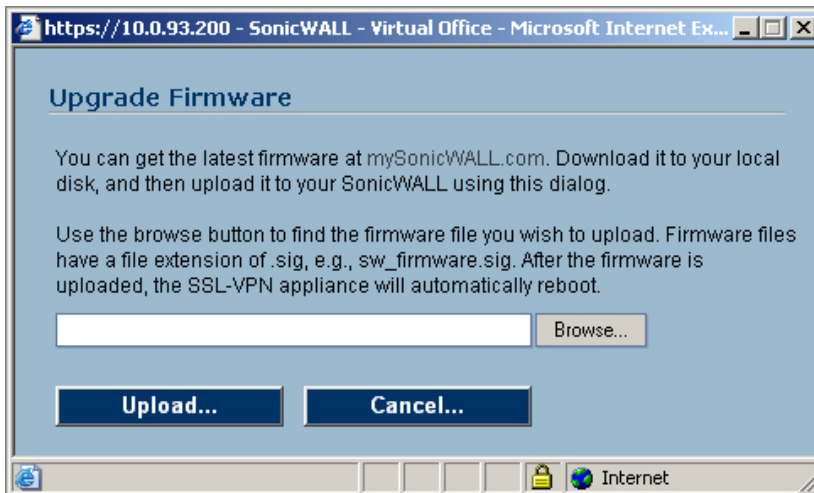 https://10.0.93.200 - SonicWALL - Virtual Office - Microsoft Internet Ex...
Upgrade Firmware
You can get the latest firmware at mySonicWALL.com. Download it to your local
disk, and then upload it to your SonicWALL using this dialog.
Use the browse button to find the firmware file you wish to upload. Firmware files
have a file extension of .sig, e.g., sw_firmware.sig. After the firmware is
uploaded, the SSL-VPN appliance will automatically reboot.
Browse...
Upload... Cancel...
Internet